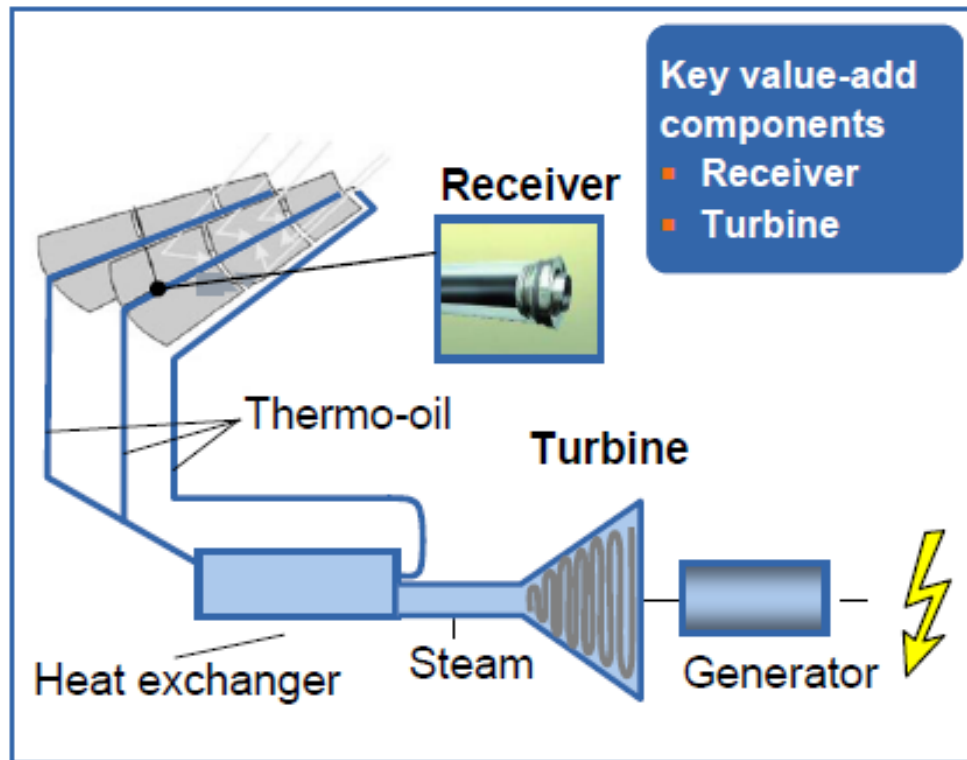 Key value-add
components
▪ Receiver
▪ Turbine
Receiver
Thermo-oil
Turbine
Heat exchanger
Steam
Generator